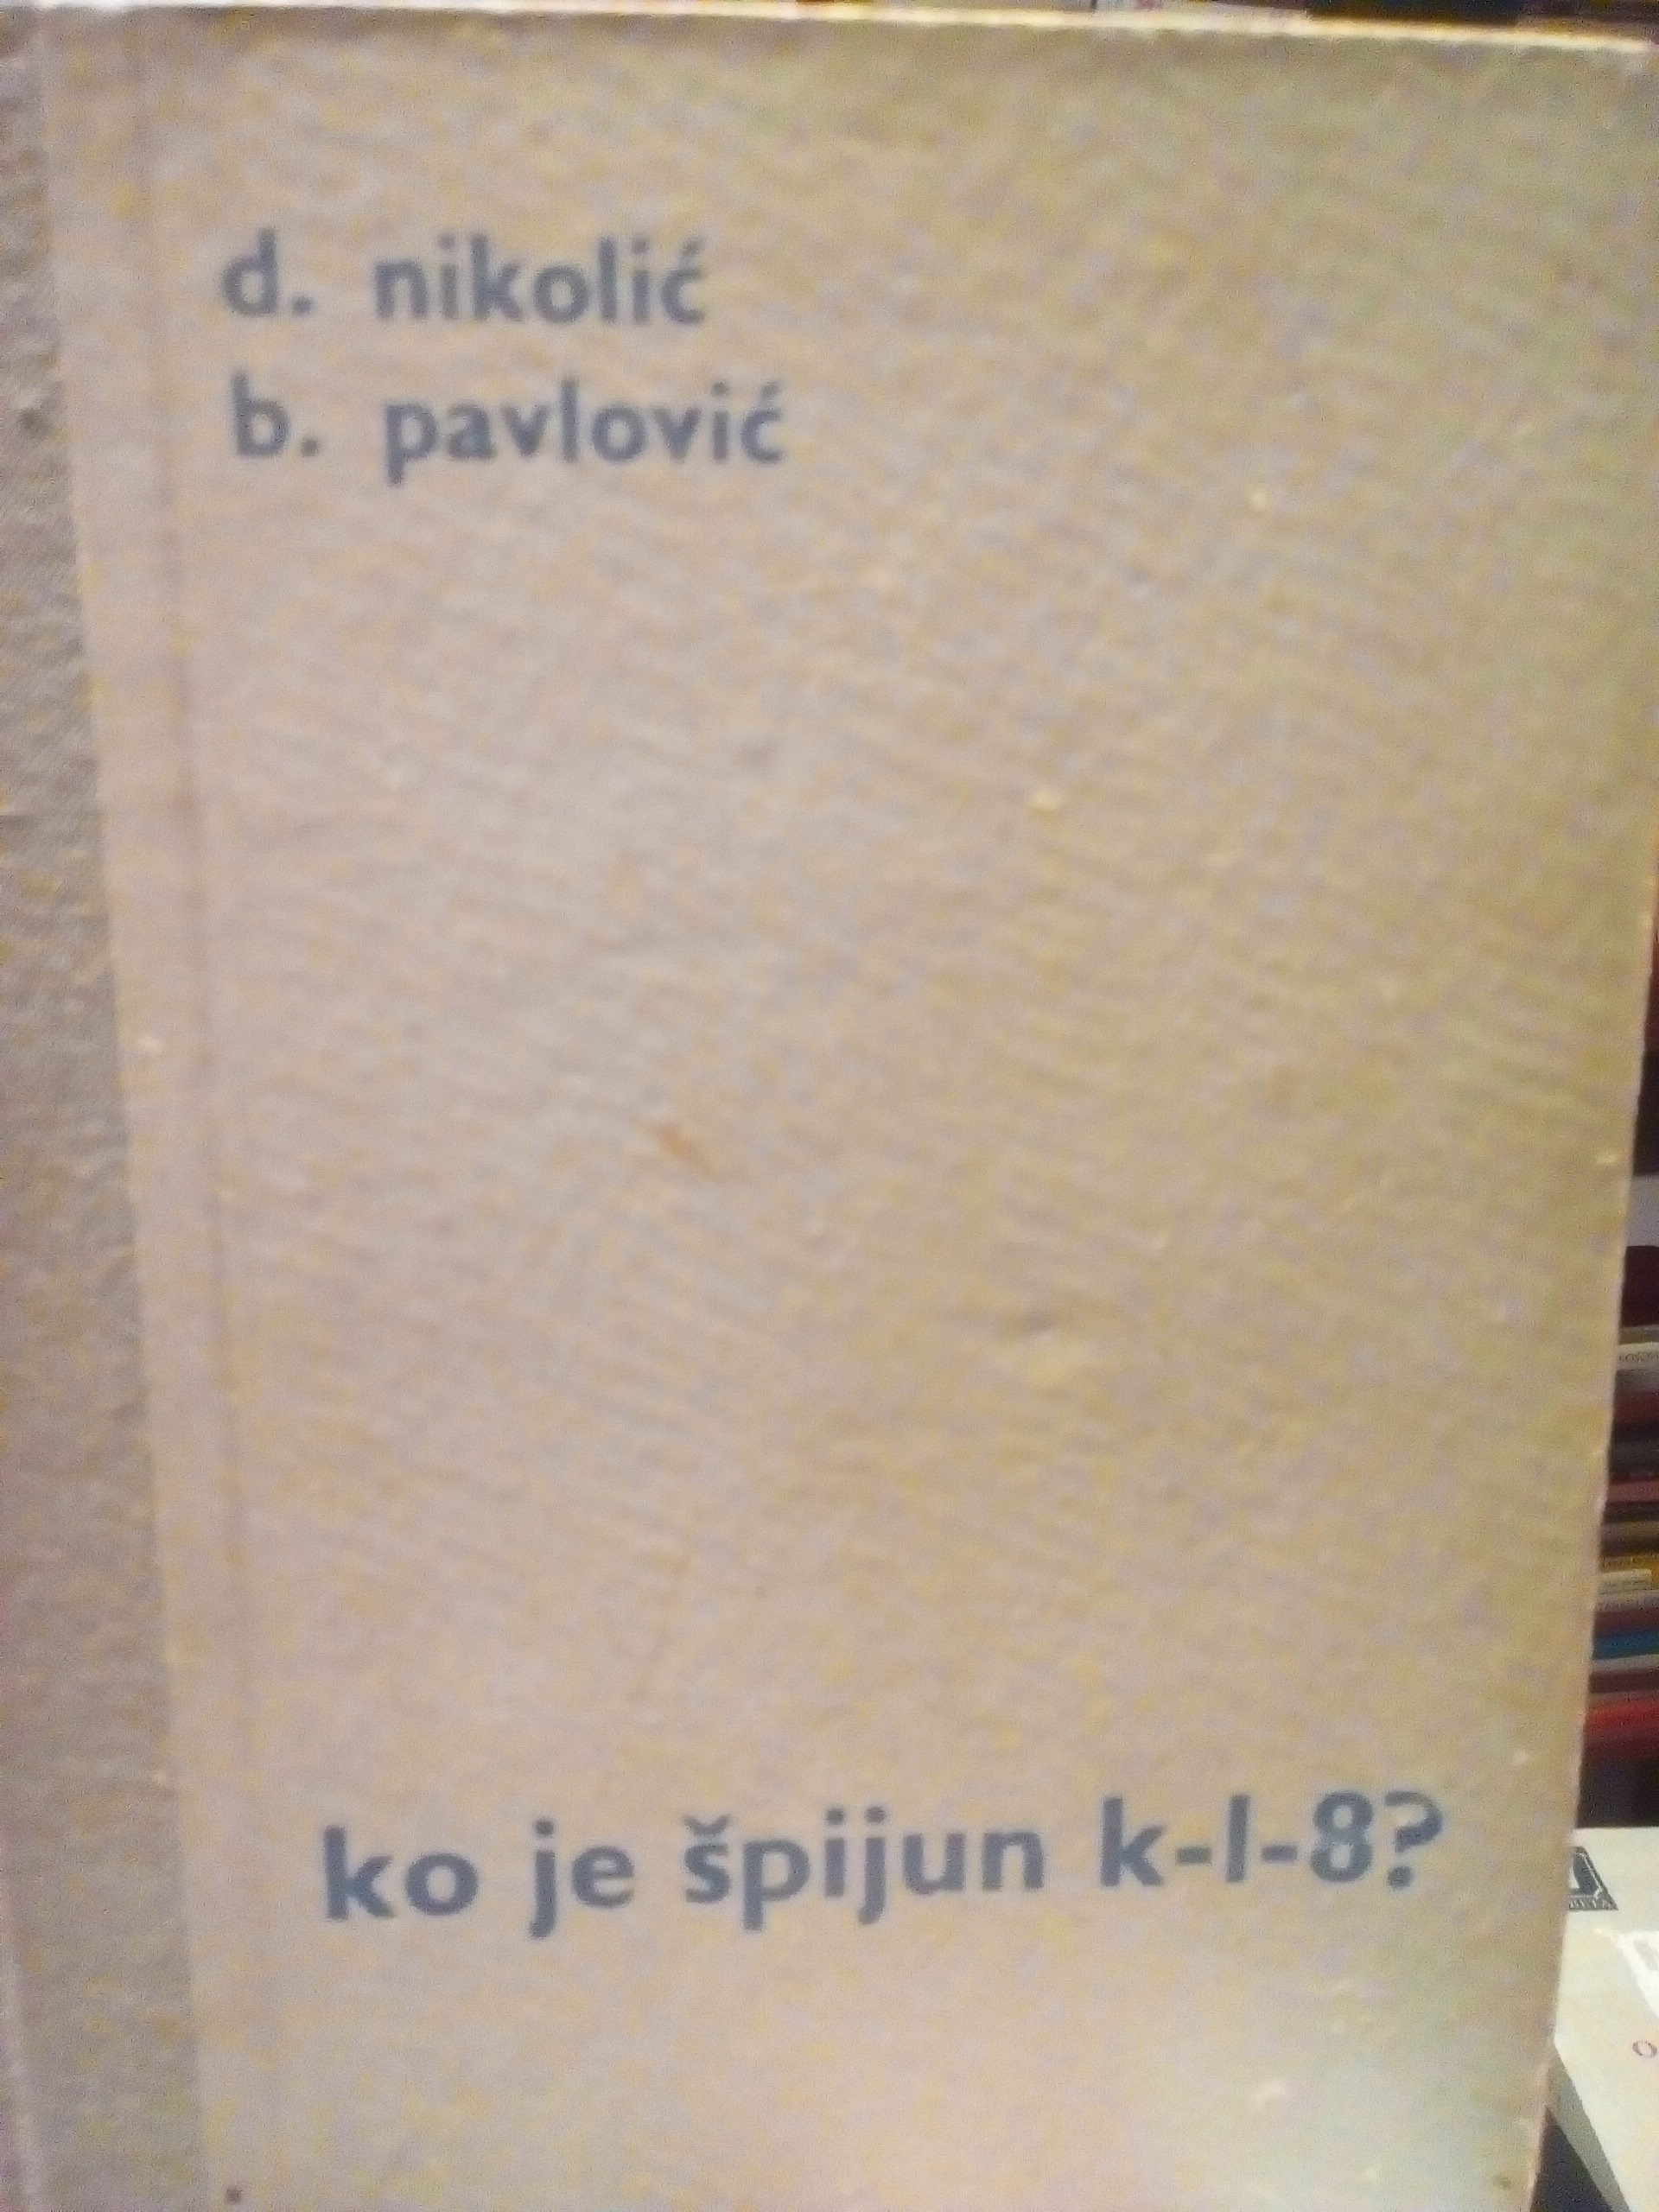 d. nikolić
b. pavlović
ko je špijun k-l-8?